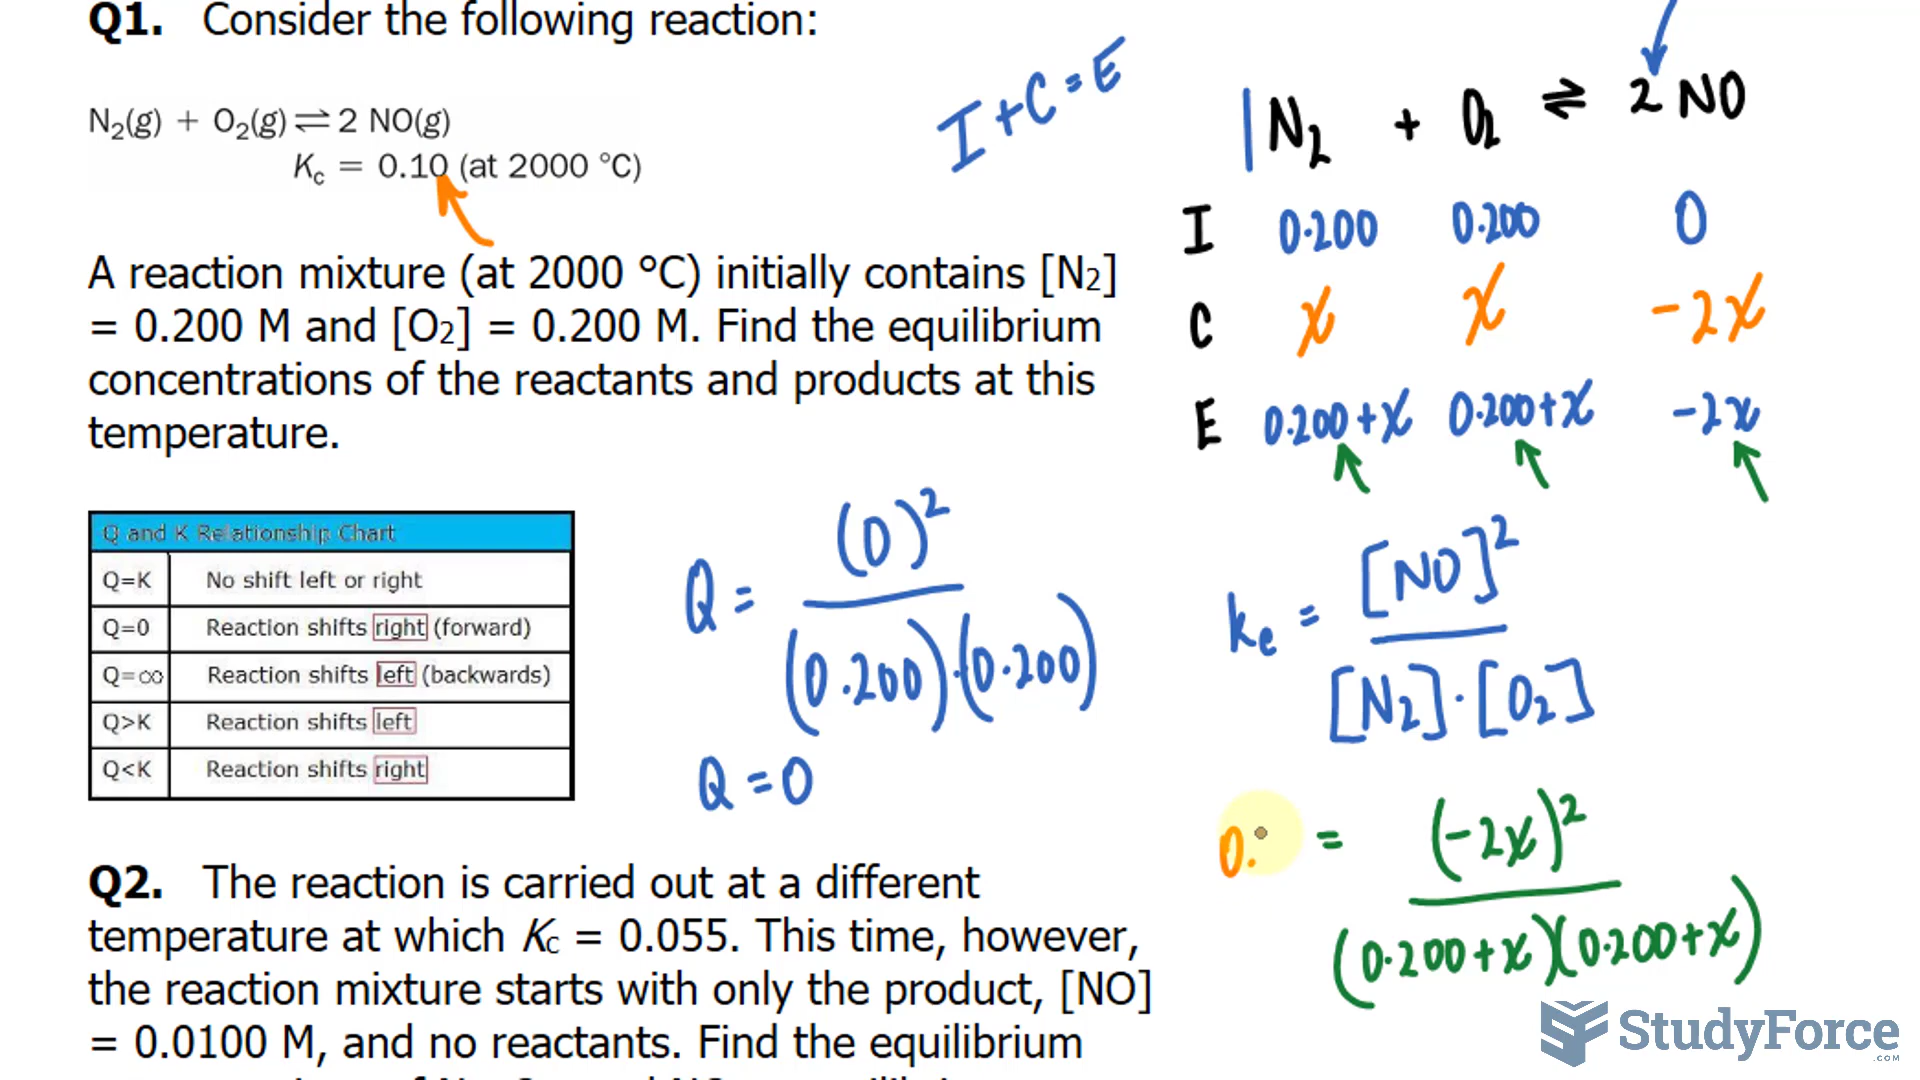 Q1. Consider the following reaction:
N₂(g) + O₂(g) ⇌ 2 NO(g)
Kc = 0.10 (at 2000 °C)
A reaction mixture (at 2000 °C) initially contains [N2]
= 0.200 M and [O2] = 0.200 M. Find the equilibrium
concentrations of the reactants and products at this
temperature.
Q and K Relationship Chart
Q=K No shift left or right
Q=0 Reaction shifts right (forward)
Q=∞ Reaction shifts left (backwards)
Q>K Reaction shifts left
Q<K Reaction shifts right
Q2. The reaction is carried out at a different
temperature at which Kc = 0.055. This time, however,
the reaction mixture starts with only the product, [NO]
= 0.0100 M, and no reactants. Find the equilibrium
I + C = E
Q = (0)²
(0.200)·(0.200)
Q = 0
| N₂ + O₂ ⇌ 2 NO
I 0.200 0.200 0
C x x -2x
E 0.200+x 0.200+x -2x
ke = [NO]²
[N₂]·[O₂]
0. = (-2x)²
(0.200+x)(0.200+x)
StudyForce
.COM